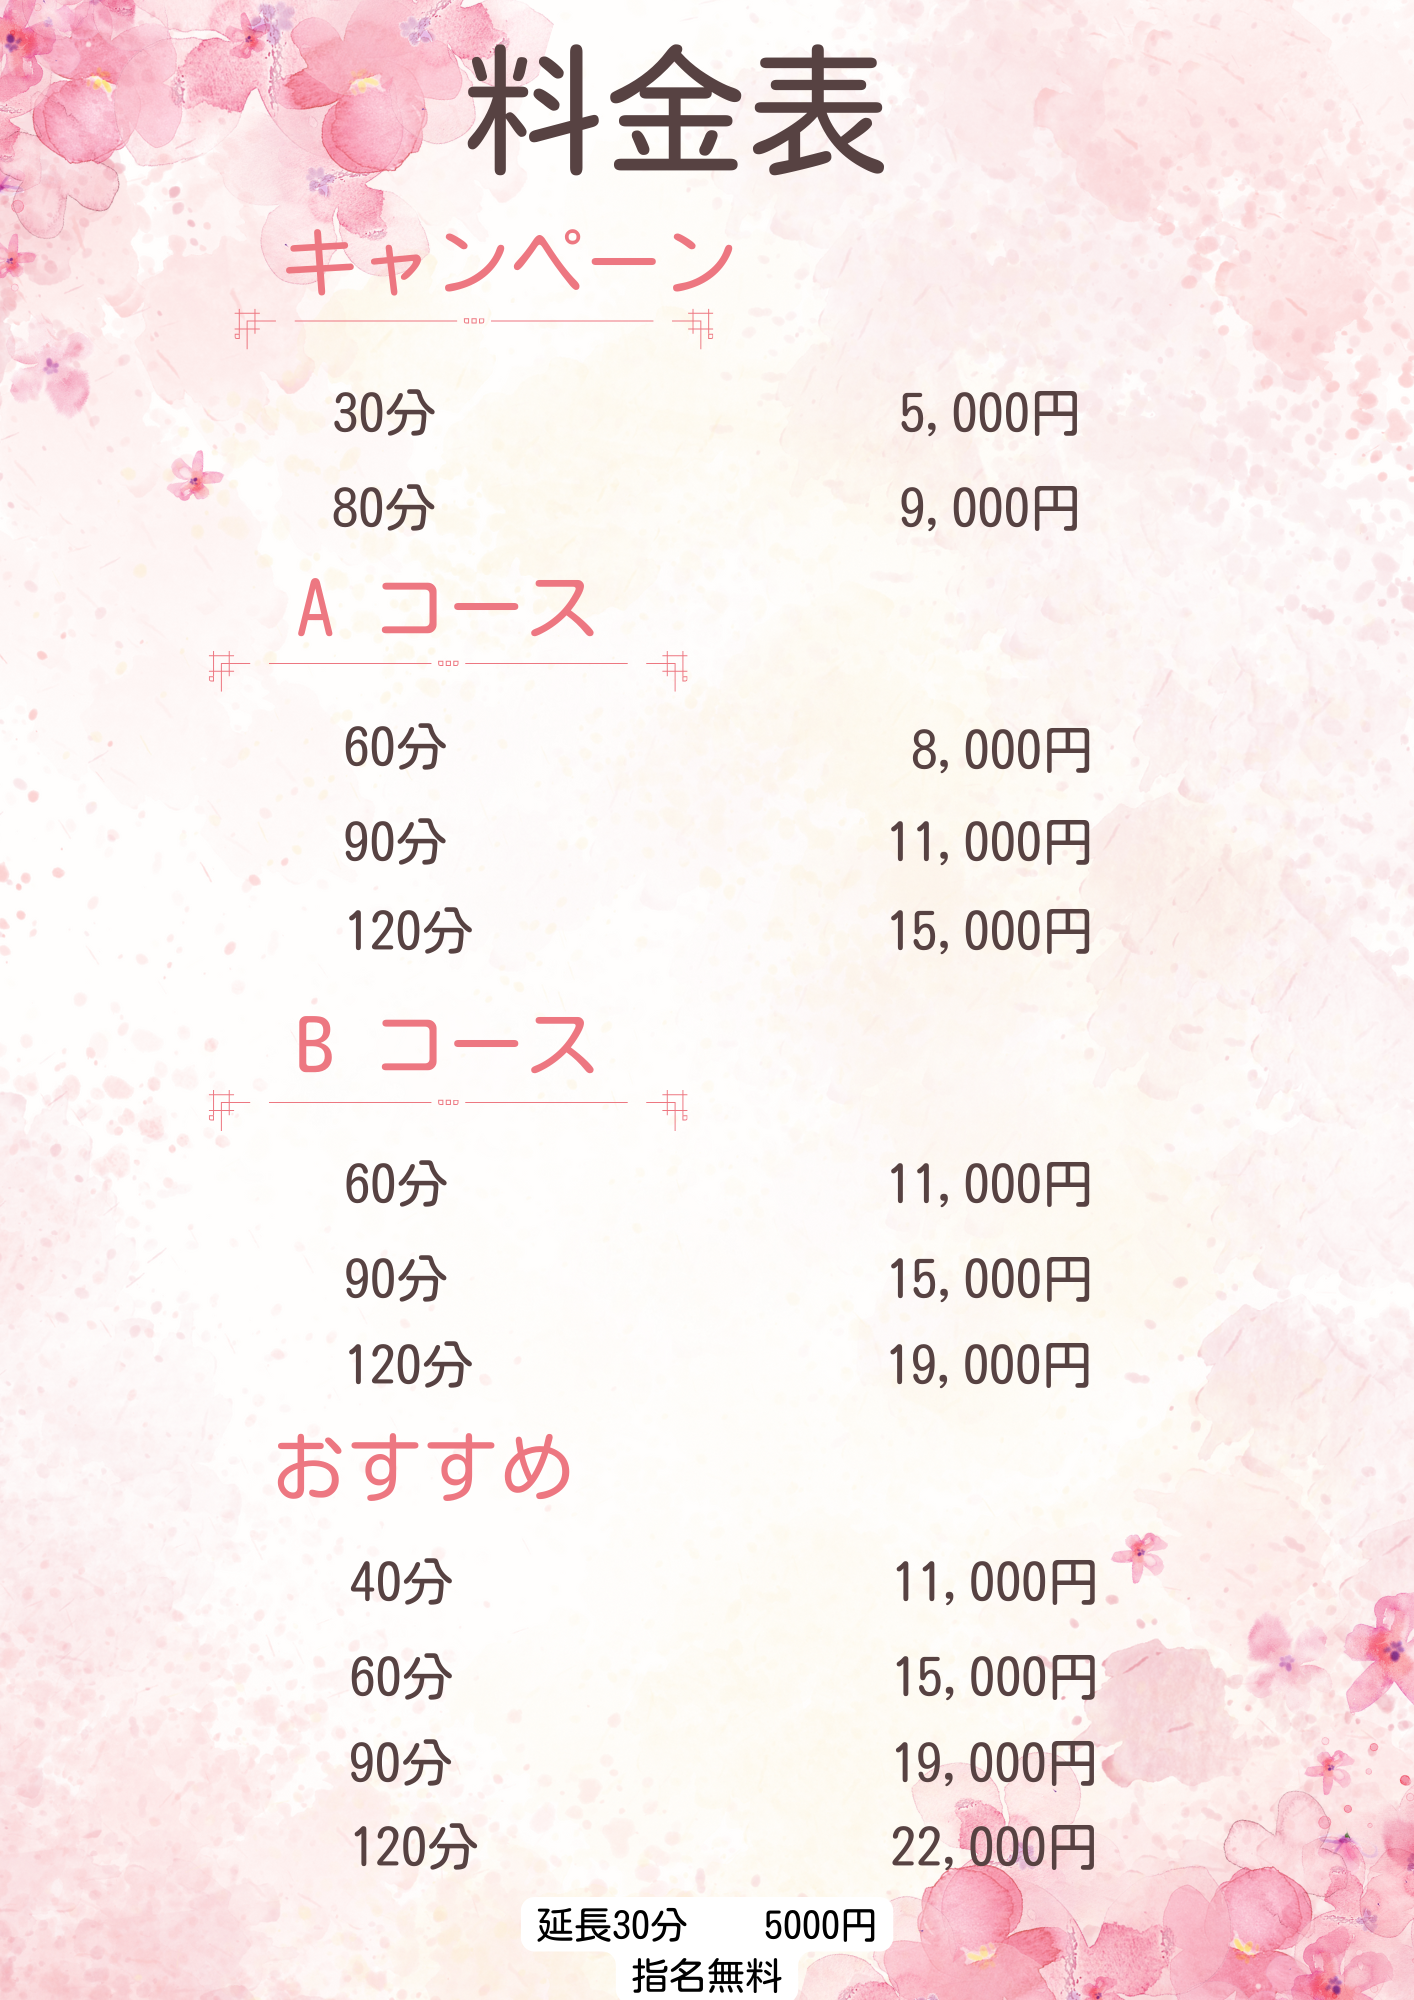 料金表
キャンペーン
30分 5,000円
80分 9,000円
A コース
60分 8,000円
90分 11,000円
120分 15,000円
B コース
60分 11,000円
90分 15,000円
120分 19,000円
おすすめ
40分 11,000円
60分 15,000円
90分 19,000円
120分 22,000円
延長30分 5000円
指名無料